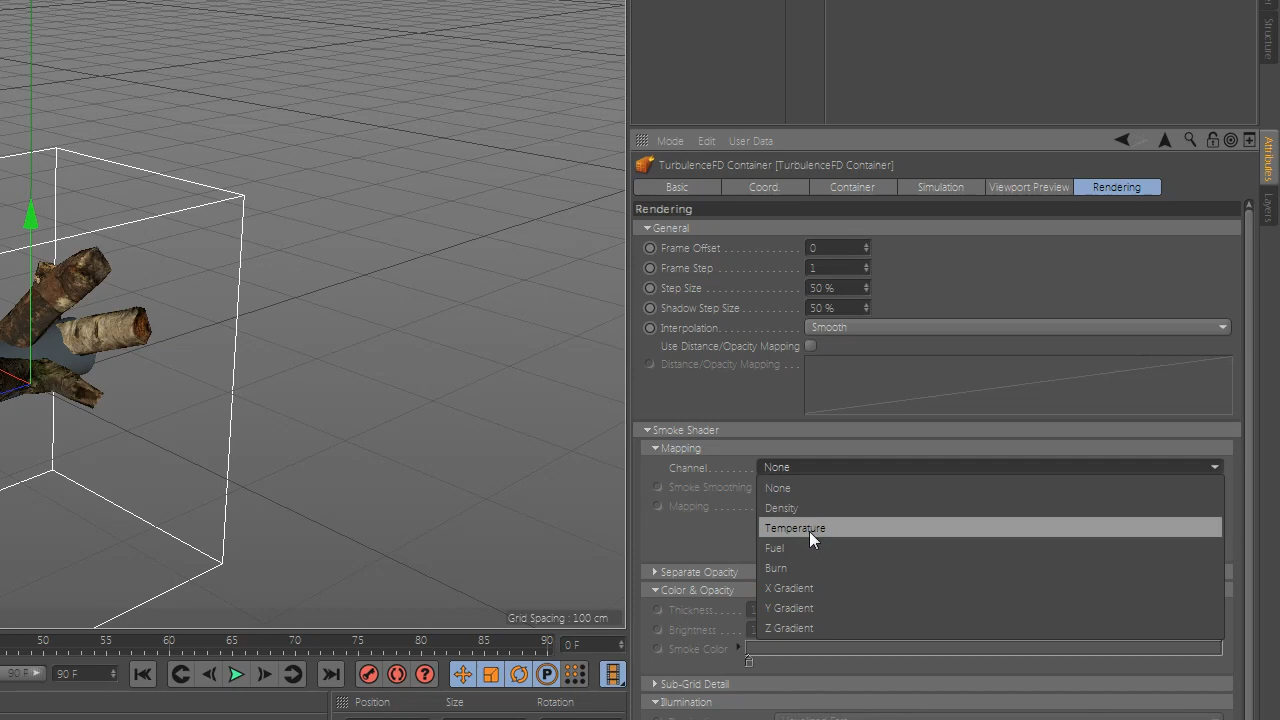 Structure
Mode Edit User Data
TurbulenceFD Container [TurbulenceFD Container]
Attributes
Basic Coord. Container Simulation Viewport Preview Rendering
Layers
Rendering
General
Frame Offset 0
Frame Step 1
Step Size 50 %
Shadow Step Size 50 %
Interpolation Smooth
Use Distance/Opacity Mapping
Distance/Opacity Mapping
Smoke Shader
Mapping
Channel None
Smoke Smoothing
Mapping
None
Density
Temperature
Fuel
Burn
X Gradient
Y Gradient
Z Gradient
Separate Opacity
Color & Opacity
Thickness
Brightness
Smoke Color
Sub-Grid Detail
Illumination
Grid Spacing : 100 cm
50 55 60 65 70 75 80 85 90 0 F
90 F 90 F
P
Position Size Rotation